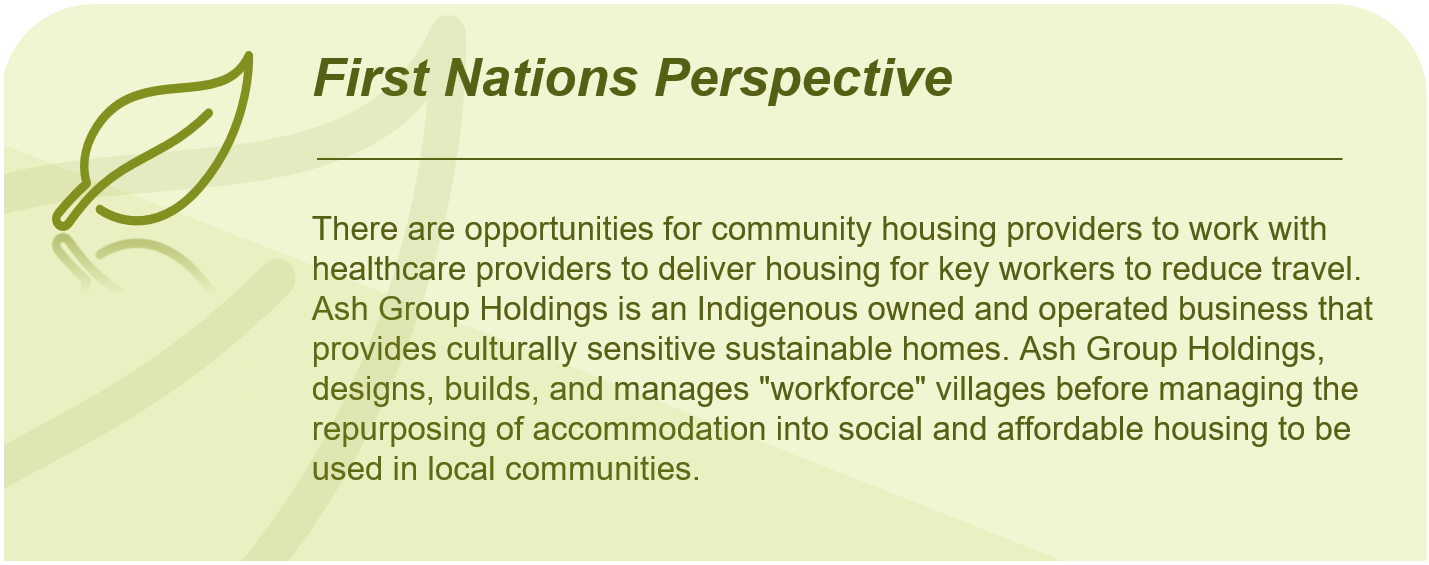 First Nations Perspective
There are opportunities for community housing providers to work with
healthcare providers to deliver housing for key workers to reduce travel.
Ash Group Holdings is an Indigenous owned and operated business that
provides culturally sensitive sustainable homes. Ash Group Holdings,
designs, builds, and manages "workforce" villages before managing the
repurposing of accommodation into social and affordable housing to be
used in local communities.